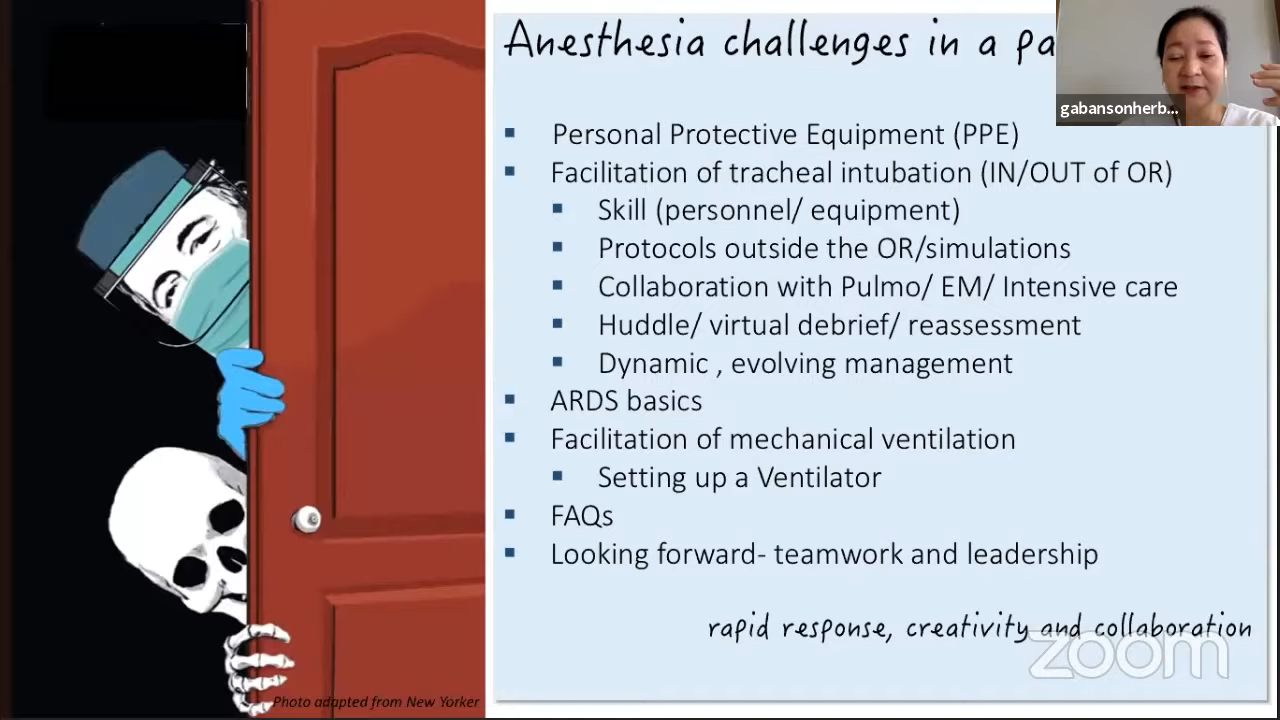 Anesthesia challenges in a pa
gabansonherb...
Personal Protective Equipment (PPE)
Facilitation of tracheal intubation (IN/OUT of OR)
Skill (personnel/ equipment)
Protocols outside the OR/simulations
Collaboration with Pulmo/ EM/ Intensive care
Huddle/ virtual debrief/ reassessment
Dynamic , evolving management
ARDS basics
Facilitation of mechanical ventilation
Setting up a Ventilator
FAQs
Looking forward- teamwork and leadership
rapid response, creativity and collaboration
zoom
Photo adapted from New Yorker